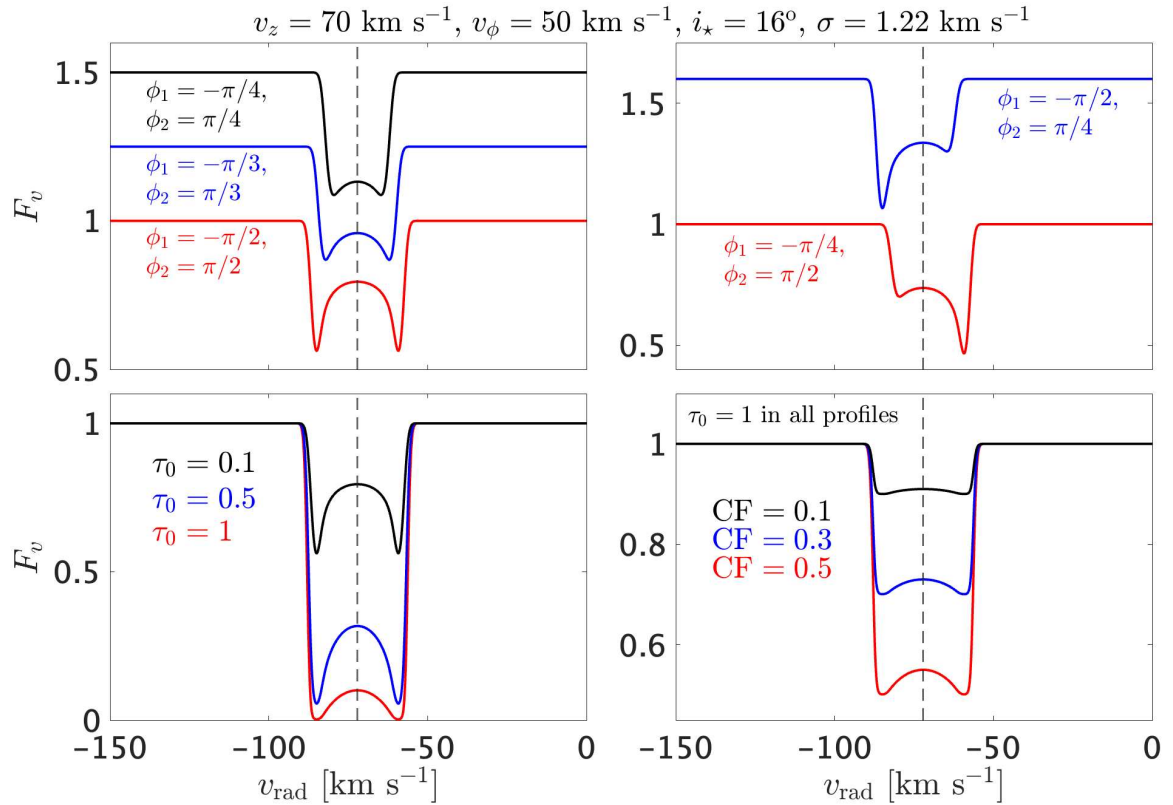 v_z = 70 km s⁻¹, v_ϕ = 50 km s⁻¹, i_⋆ = 16°, σ = 1.22 km s⁻¹
F_v
1.5
1
0.5
ϕ₁ = −π/4,
ϕ₂ = π/4
ϕ₁ = −π/3,
ϕ₂ = π/3
ϕ₁ = −π/2,
ϕ₂ = π/2
−150
−100
−50
0
1.5
1
0.5
ϕ₁ = −π/2,
ϕ₂ = π/4
ϕ₁ = −π/4,
ϕ₂ = π/2
F_v
1
0.5
0
τ₀ = 0.1
τ₀ = 0.5
τ₀ = 1
−150
−100
−50
0
v_rad [km s⁻¹]
τ₀ = 1 in all profiles
1
0.8
0.6
CF = 0.1
CF = 0.3
CF = 0.5
−150
−100
−50
0
v_rad [km s⁻¹]